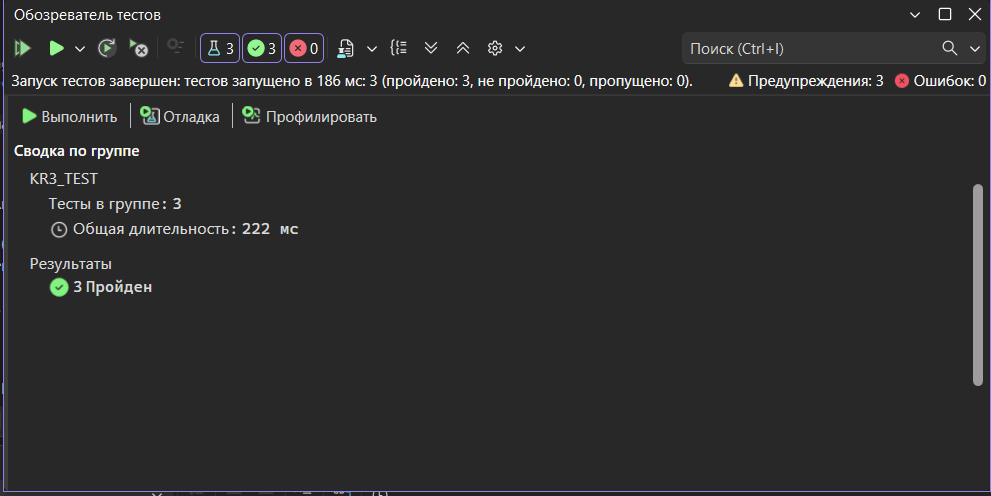 Обозреватель тестов
3 3 0 Поиск (Ctrl+I)
Запуск тестов завершен: тестов запущено в 186 мс: 3 (пройдено: 3, не пройдено: 0, пропущено: 0). Предупреждения: 3 Ошибок: 0
Выполнить Отладка Профилировать
Сводка по группе
KR3_TEST
Тесты в группе: 3
Общая длительность: 222 мс
Результаты
3 Пройден